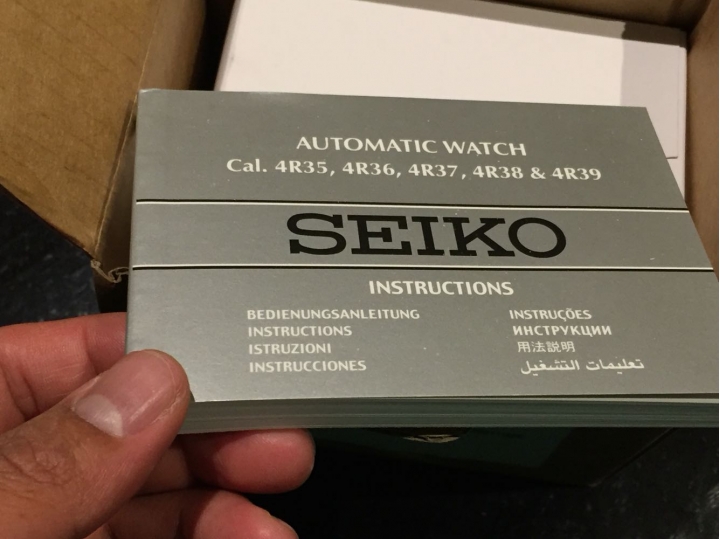 AUTOMATIC WATCH
Cal. 4R35, 4R36, 4R37, 4R38 & 4R39
SEIKO
INSTRUCTIONS
BEDIENUNGSANLEITUNG
INSTRUCTIONS
ISTRUZIONI
INSTRUCCIONES
INSTRUÇÕES
ИНСТРУКЦИИ
用法説明
تعليمات التشغيل